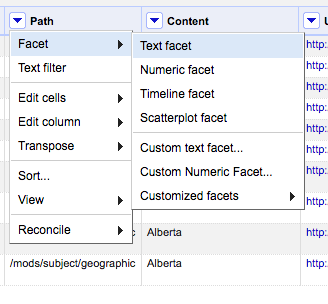 Path
Content
U
Facet
Text filter
Edit cells
Edit column
Transpose
Sort...
View
Reconcile
Text facet
Numeric facet
Timeline facet
Scatterplot facet
Custom text facet...
Custom Numeric Facet...
Customized facets
http:
http:
http:
http:
http:
http:
http:
http:
c Alberta http:
/mods/subject/geographic Alberta http: